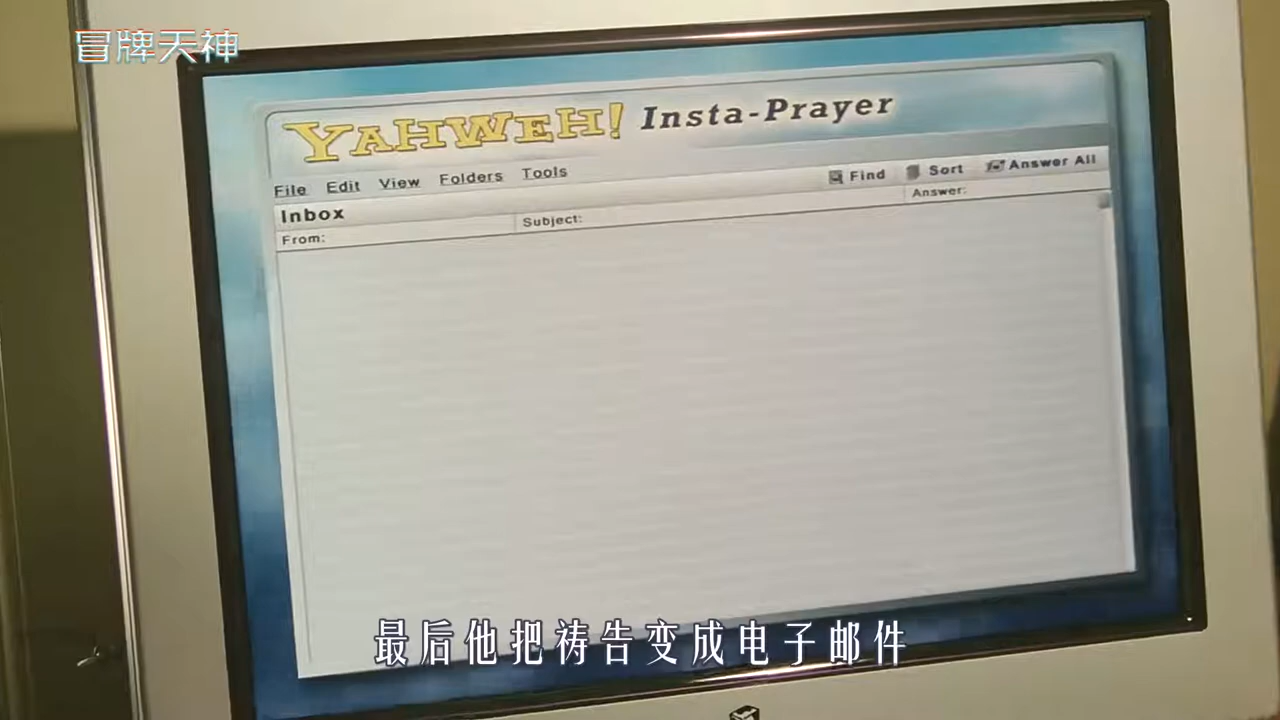 冒牌天神
YAHWEH! Insta-Prayer
File Edit View Folders Tools Find Sort Answer All
Inbox
From: Subject: Answer:
最后他把祷告变成电子邮件